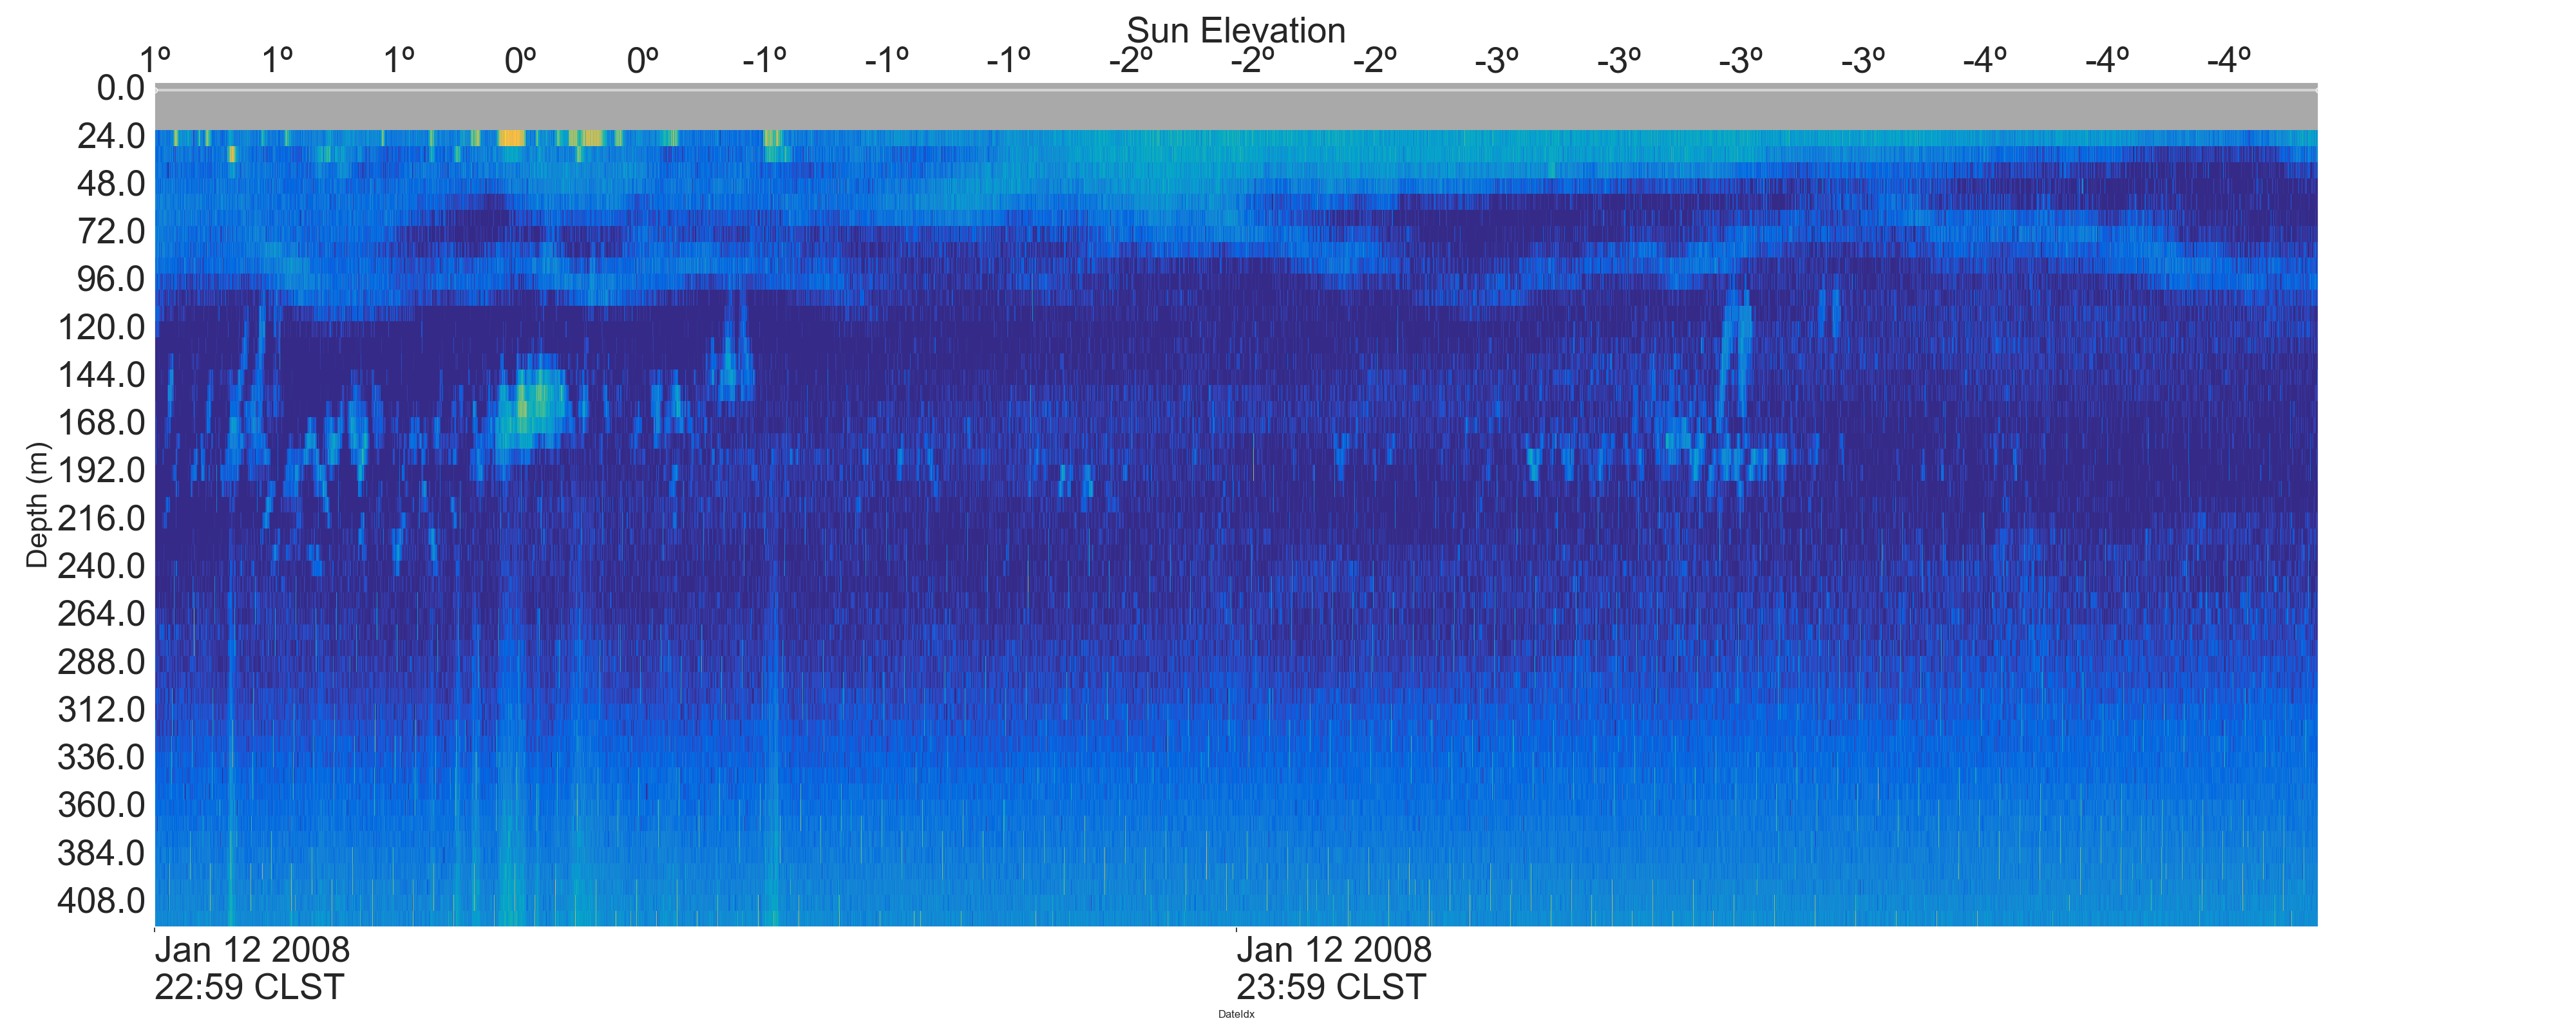 Sun Elevation
1º 1º 1º 0º 0º -1º -1º -1º -2º -2º -2º -3º -3º -3º -3º -4º -4º -4º
0.0
24.0
48.0
72.0
96.0
120.0
144.0
168.0
192.0
216.0
240.0
264.0
288.0
312.0
336.0
360.0
384.0
408.0
Depth (m)
Jan 12 2008
22:59 CLST
Jan 12 2008
23:59 CLST
DateIdx